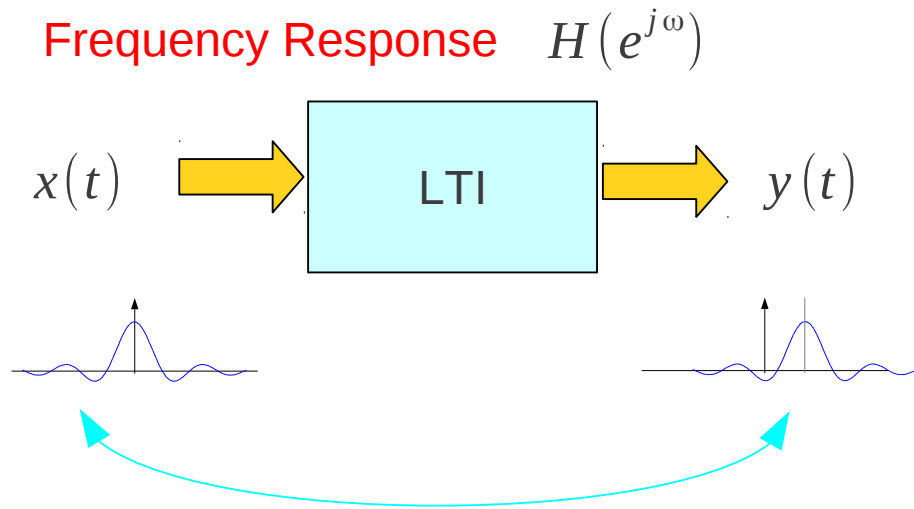 Frequency Response H(e^{jω})
x(t) LTI y(t)